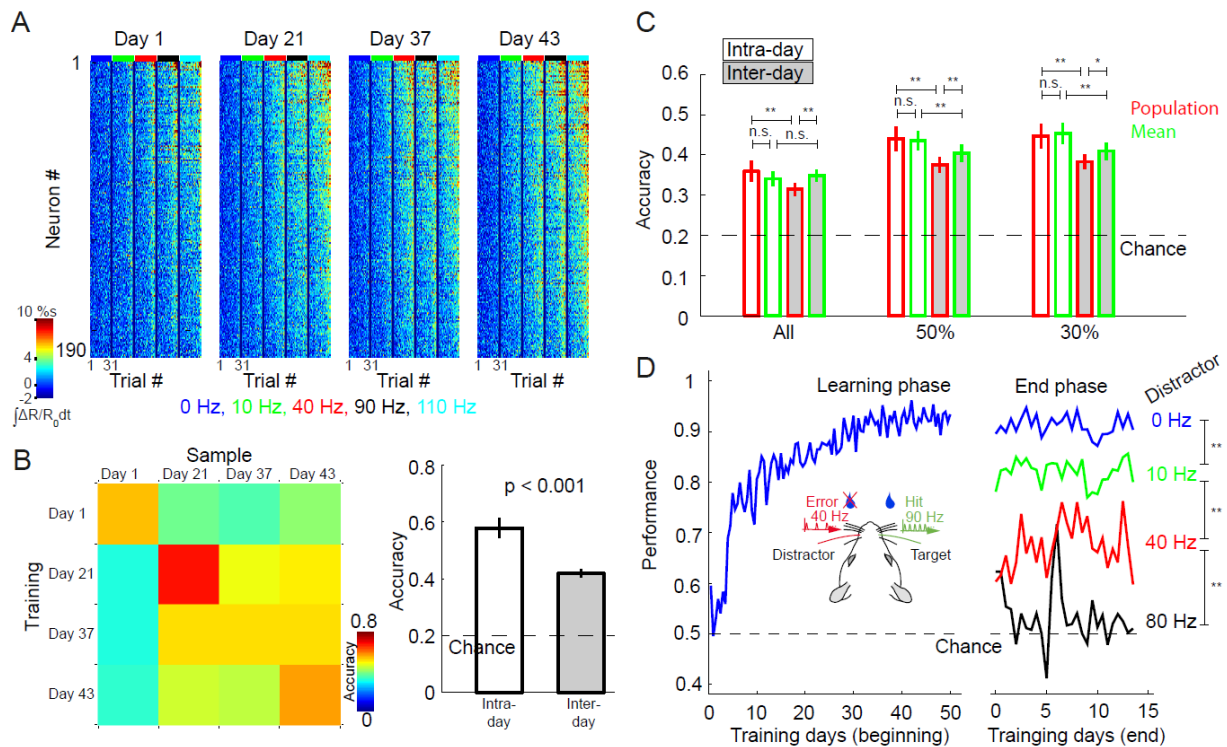 A
Day 1 Day 21 Day 37 Day 43
1
Neuron #
190
10 %s
4
0
-2
∫ΔR/R₀dt
1 31 1 31 1 31 1 31
Trial # Trial #
0 Hz, 10 Hz, 40 Hz, 90 Hz, 110 Hz
B
Sample
Day 1 Day 21 Day 37 Day 43
Training
Day 1
Day 21
Day 37
Day 43
0.8
Accuracy
0
0.8
0.6
0.4
0.2
0
Accuracy
p < 0.001
Chance
Intra-
day
Inter-
day
C
Intra-day
Inter-day
0.6
0.5
0.4
0.3
0.2
0.1
0
Accuracy
** **
n.s. n.s.
** **
n.s. **
** *
n.s. **
Population
Mean
Chance
All 50% 30%
D
Learning phase End phase Distractor
1
0.9
0.8
0.7
0.6
0.5
0.4
Performance
Error
40 Hz
Hit
90 Hz
Distractor Target
0 Hz
**
10 Hz
**
40 Hz
**
80 Hz
Chance
0 10 20 30 40 50
Training days (beginning)
0 5 10 15
Trainging days (end)